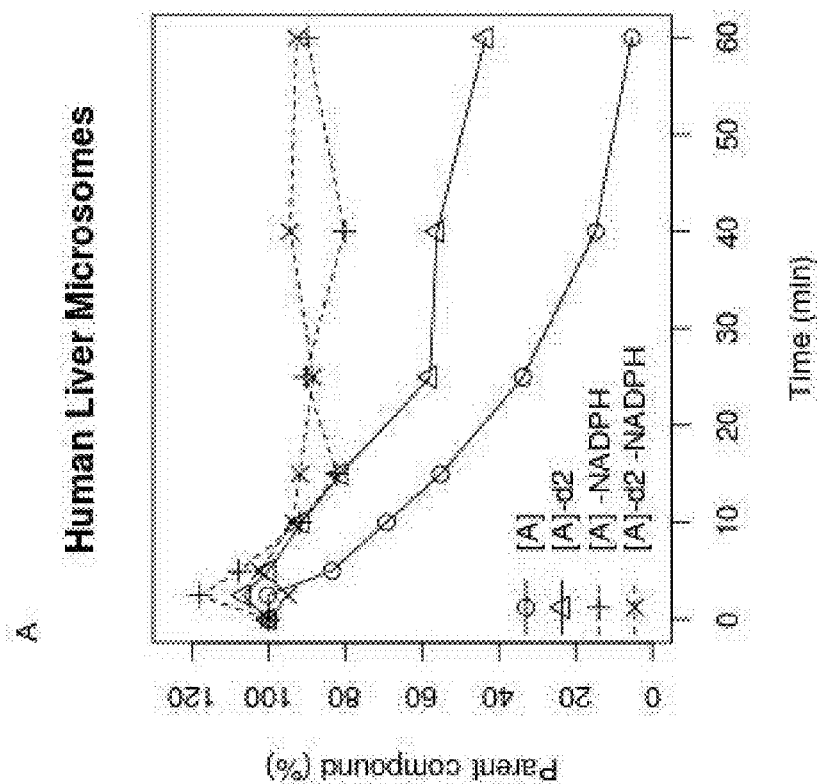 A
Human Liver Microsomes
Parent compound (%)
120
100
80
60
40
20
0
[A]
[A]-d2
[A] -NADPH
[A]-d2 -NADPH
0 10 20 30 40 50 60
Time (min)